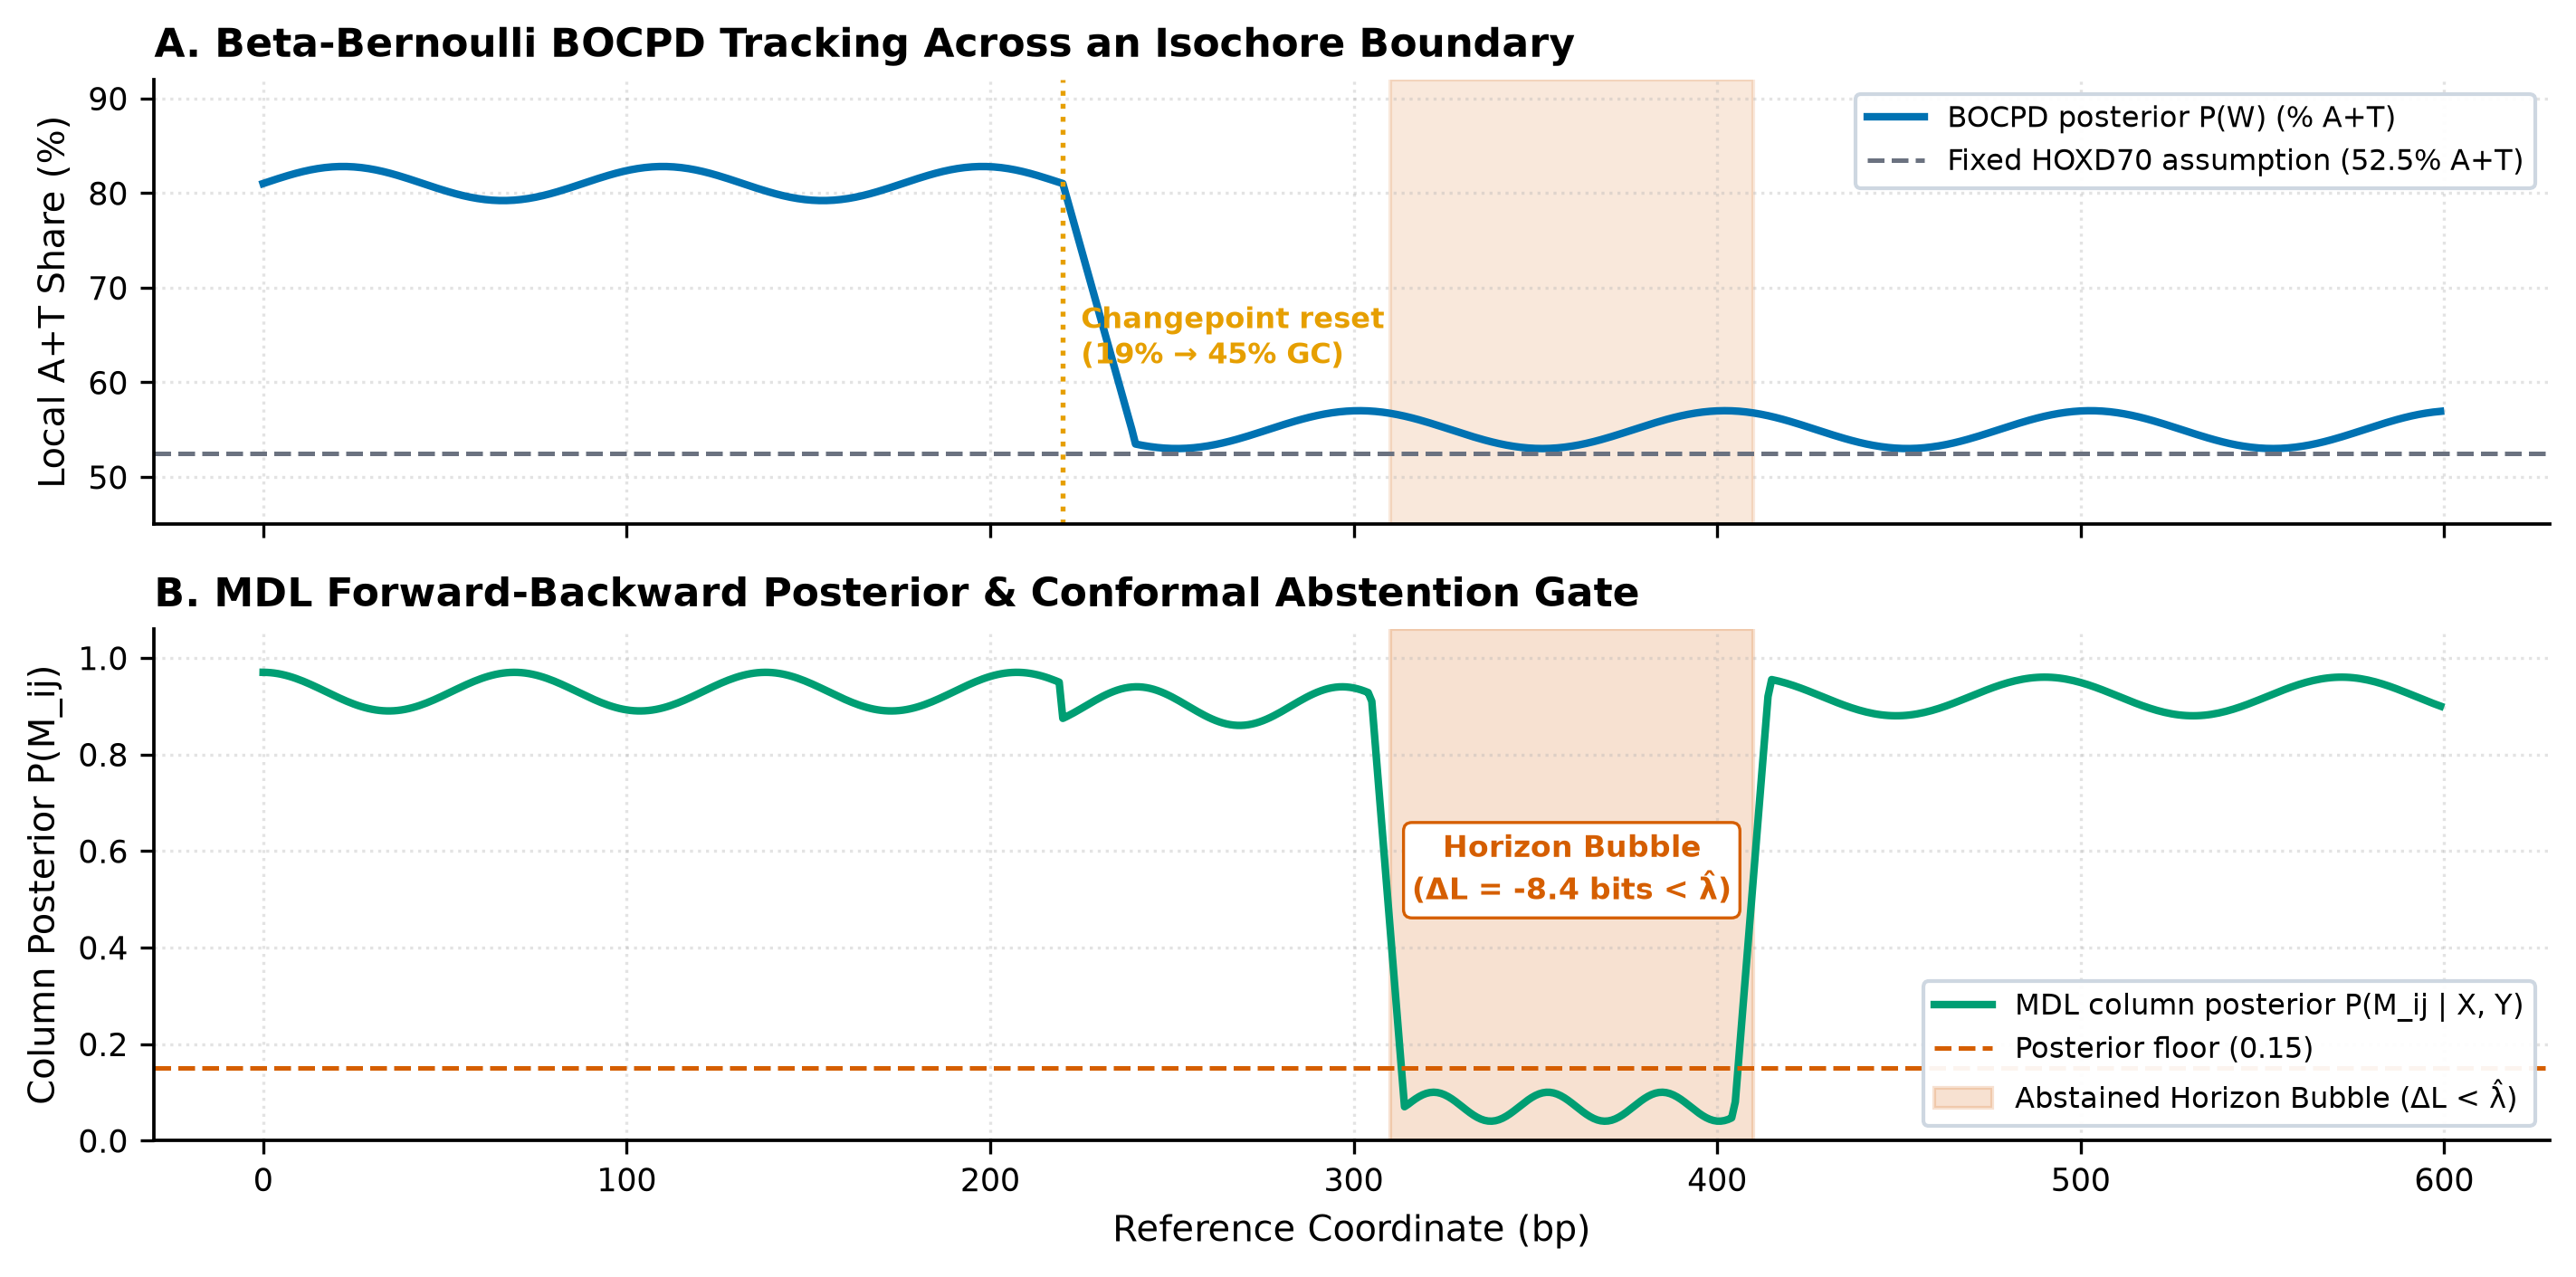 A. Beta-Bernoulli BOCPD Tracking Across an Isochore Boundary
Local A+T Share (%)
90
80
70
60
50
BOCPD posterior P(W) (% A+T)
Fixed HOXD70 assumption (52.5% A+T)
Changepoint reset
(19% → 45% GC)
B. MDL Forward-Backward Posterior & Conformal Abstention Gate
Column Posterior P(M_ij)
1.0
0.8
0.6
0.4
0.2
0.0
Horizon Bubble
(ΔL = -8.4 bits < λ̂)
MDL column posterior P(M_ij | X, Y)
Posterior floor (0.15)
Abstained Horizon Bubble (ΔL < λ̂)
0 100 200 300 400 500 600
Reference Coordinate (bp)